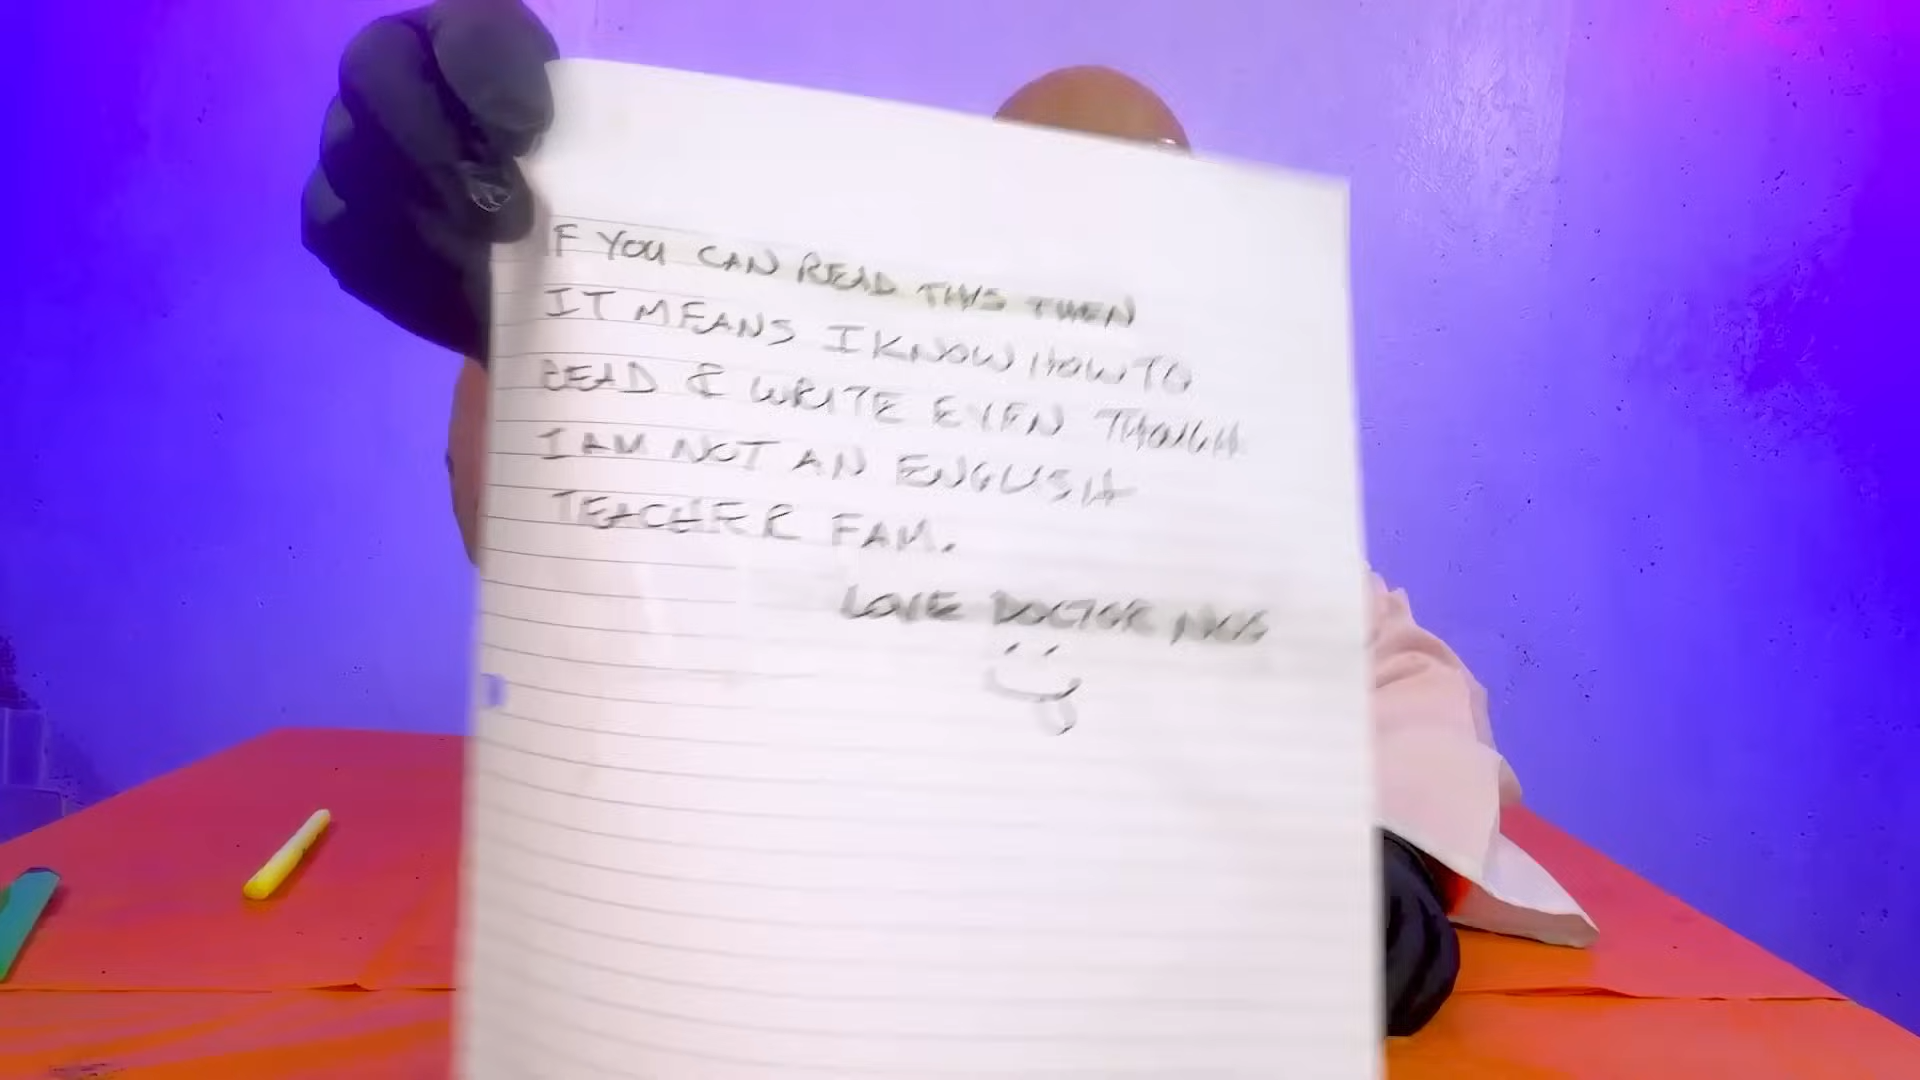 IF YOU CAN READ THIS THEN
IT MEANS I KNOW HOW TO
READ & WRITE EVEN THOUGH
I AM NOT AN ENGLISH
TEACHER FAM.
LOVE DOCTOR